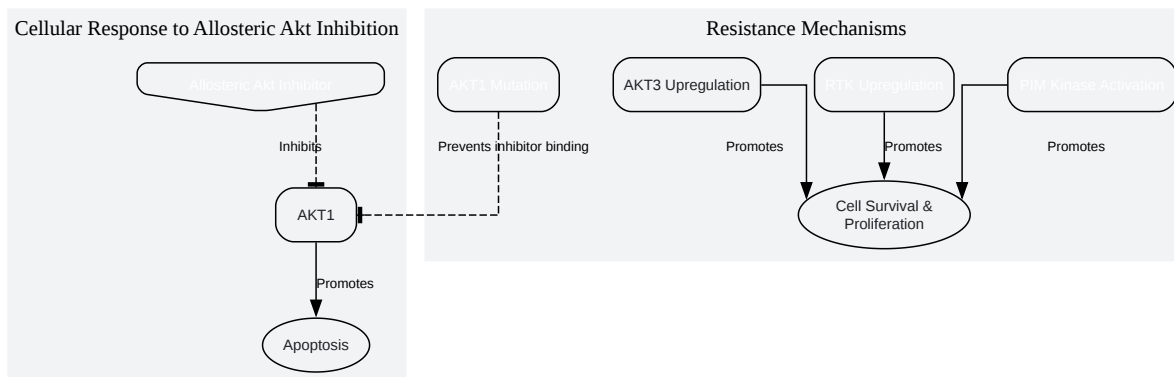 Cellular Response to Allosteric Akt Inhibition
Resistance Mechanisms
Allosteric Akt Inhibitor
AKT1 Mutation
AKT3 Upregulation
RTK Upregulation
PIM Kinase Activation
Inhibits
Prevents inhibitor binding
Promotes
Promotes
Promotes
AKT1
Cell Survival &
Proliferation
Promotes
Apoptosis